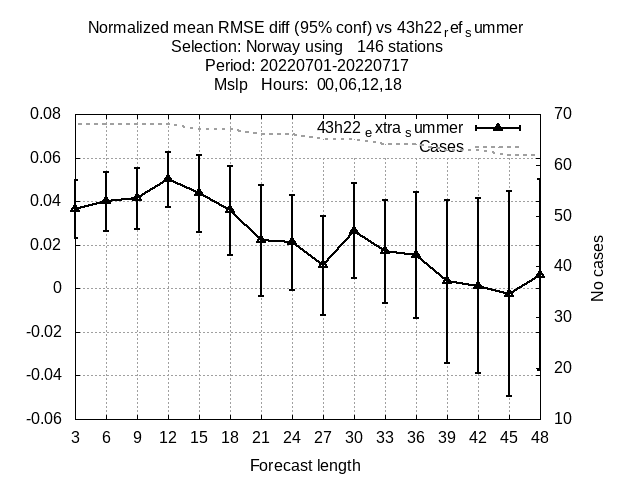 Normalized mean RMSE diff (95% conf) vs 43h22refsummer
Selection: Norway using 146 stations
Period: 20220701-20220717
Mslp Hours: 00,06,12,18
43h22extrasummer
Cases
0.08
0.06
0.04
0.02
0
-0.02
-0.04
-0.06
70
60
50
40
30
20
10
No cases
3 6 9 12 15 18 21 24 27 30 33 36 39 42 45 48
Forecast length